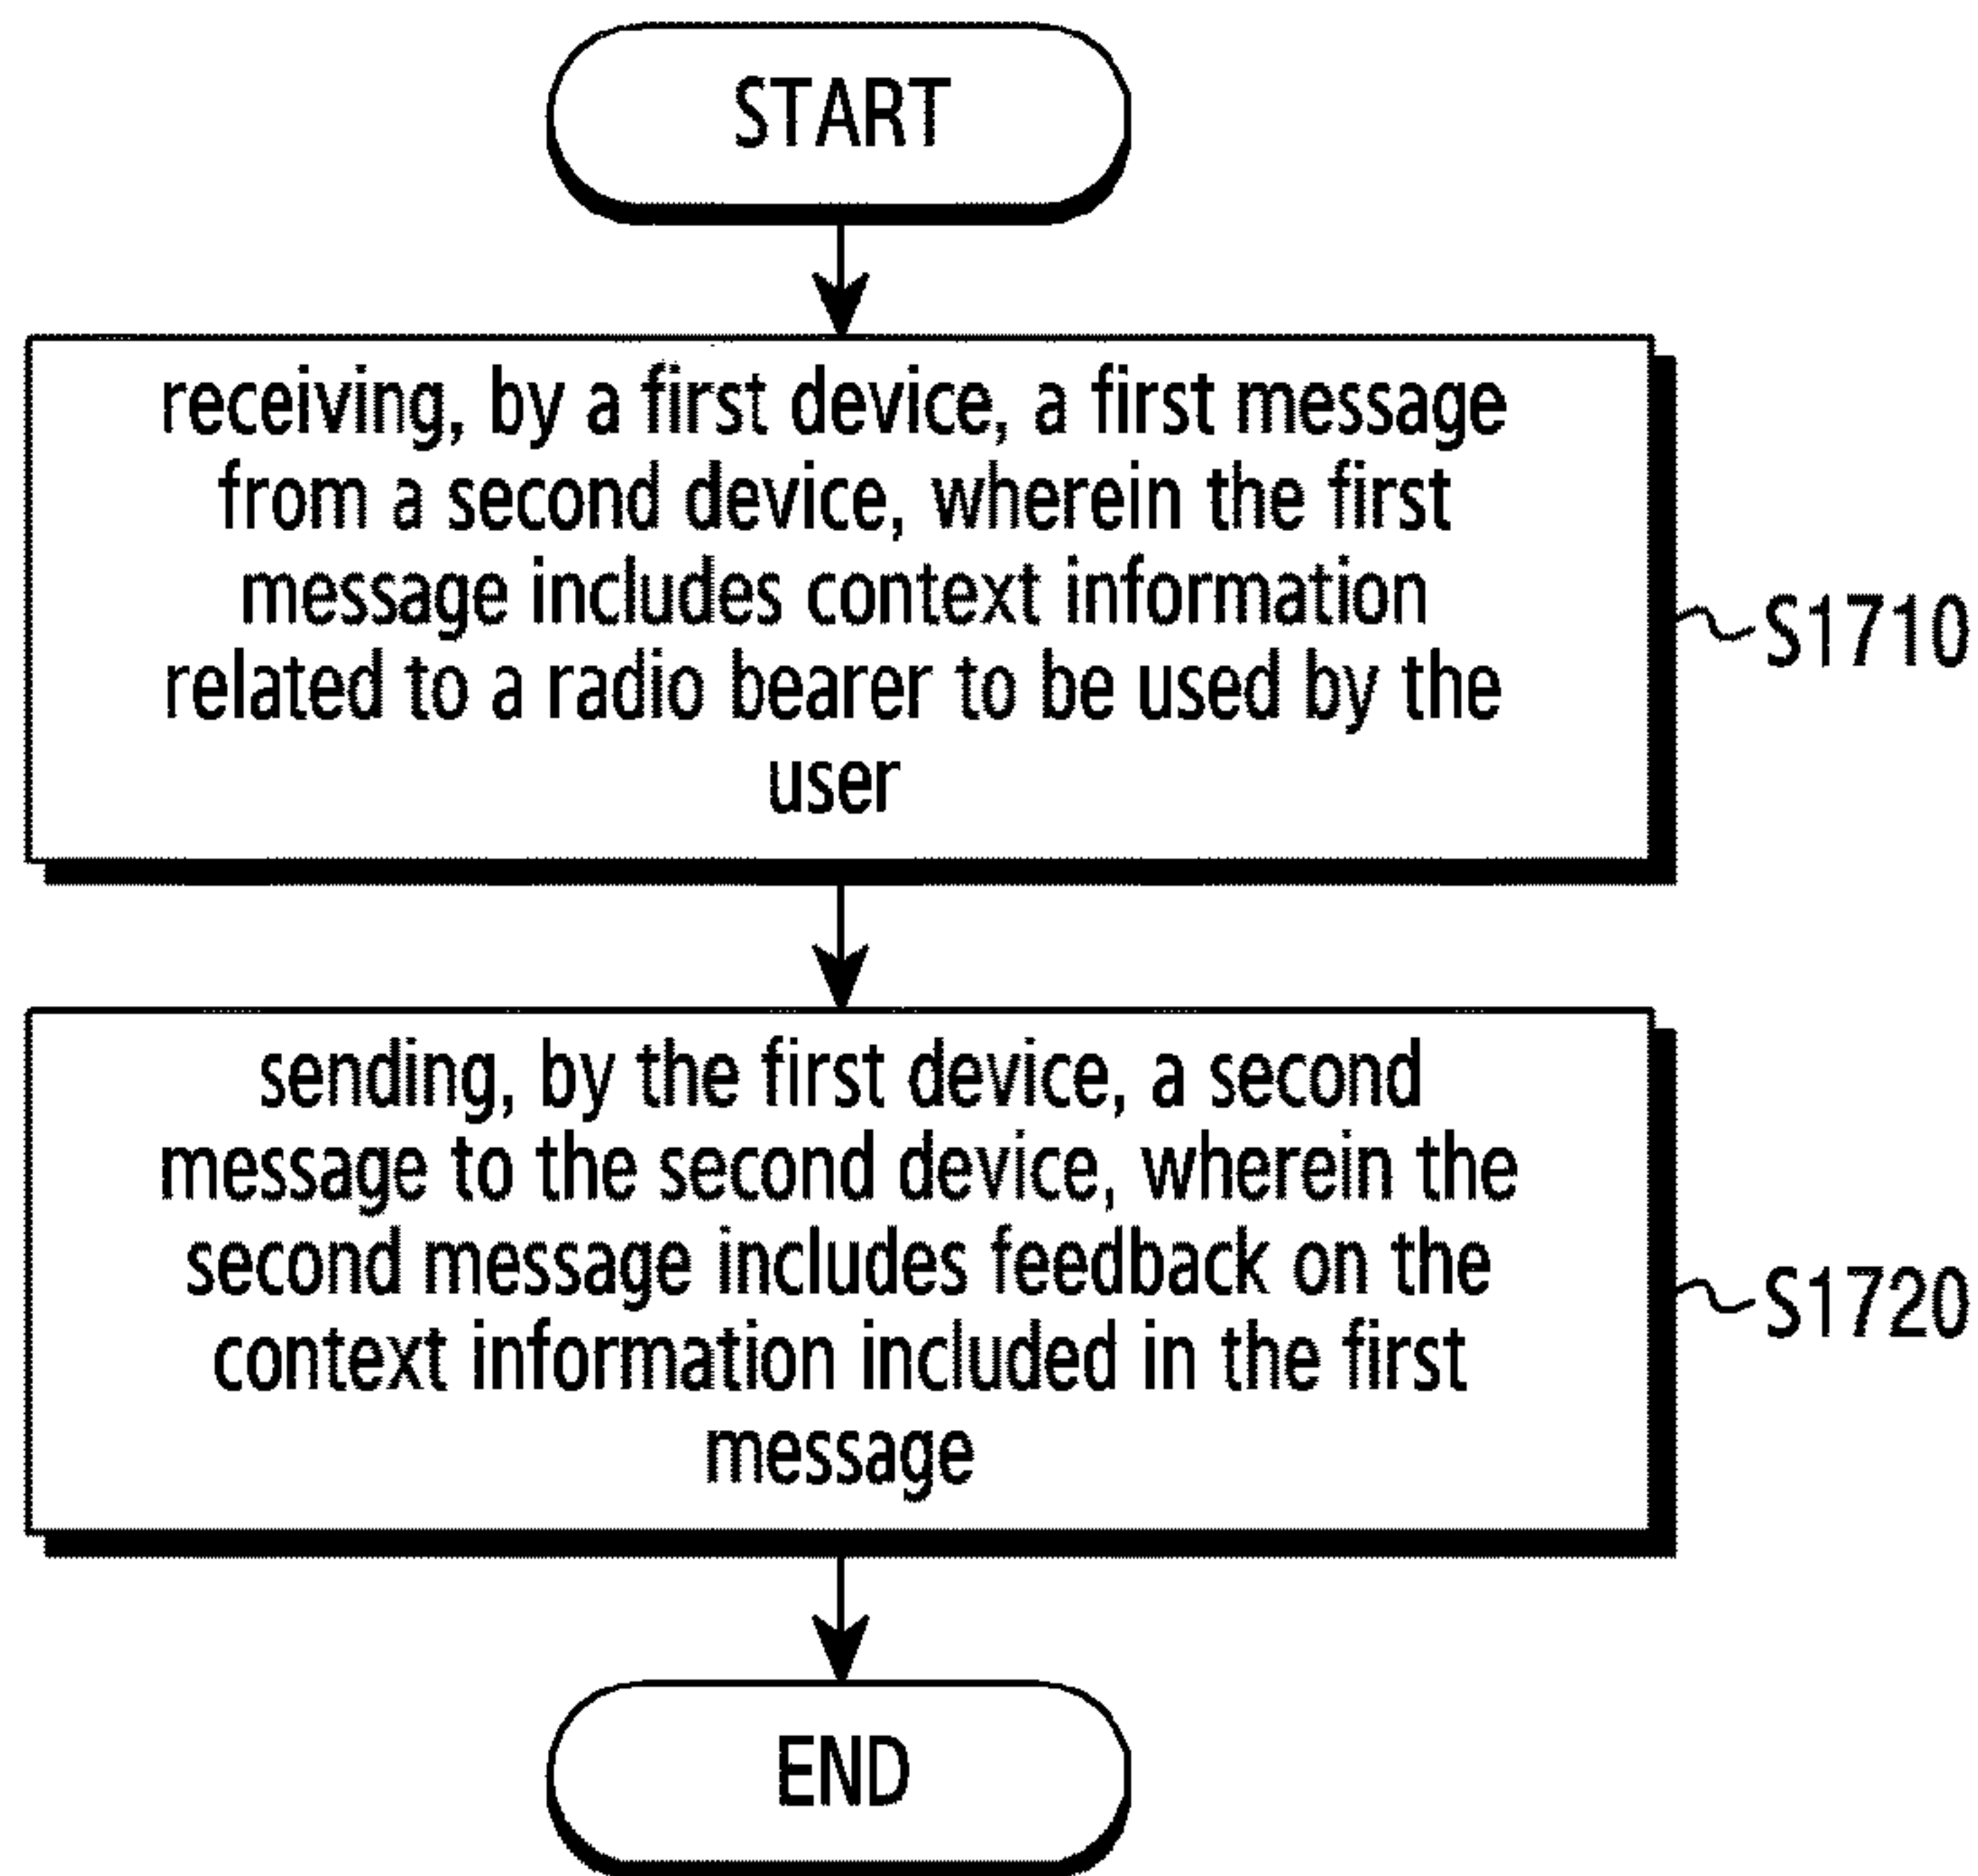 START
receiving, by a first device, a first message
from a second device, wherein the first
message includes context information
related to a radio bearer to be used by the
user
S1710
sending, by the first device, a second
message to the second device, wherein the
second message includes feedback on the
context information included in the first
message
S1720
END